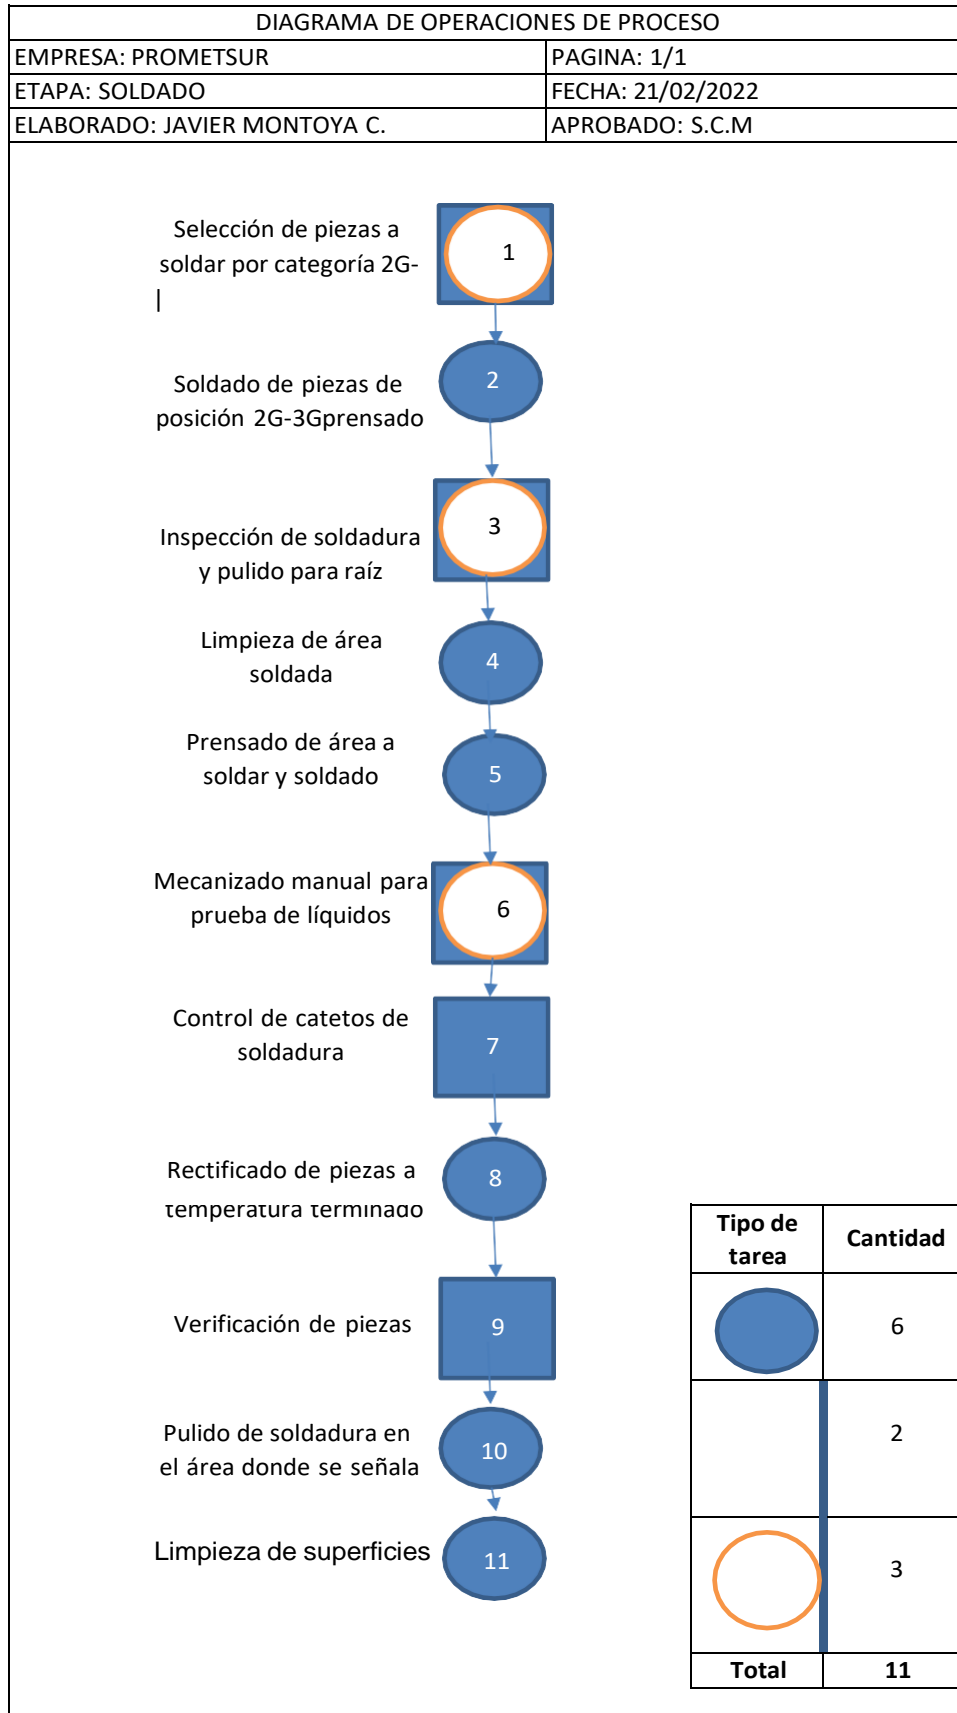 DIAGRAMA DE OPERACIONES DE PROCESO
EMPRESA: PROMETSUR
PAGINA: 1/1
ETAPA: SOLDADO
FECHA: 21/02/2022
ELABORADO: JAVIER MONTOYA C.
APROBADO: S.C.M
Selección de piezas a
soldar por categoría 2G-
|
1
Soldado de piezas de
posición 2G-3Gprensado
2
Inspección de soldadura
y pulido para raíz
3
Limpieza de área
soldada
4
Prensado de área a
soldar y soldado
5
Mecanizado manual para
prueba de líquidos
6
Control de catetos de
soldadura
7
Rectificado de piezas a
temperatura terminado
8
Verificación de piezas
9
Pulido de soldadura en
el área donde se señala
10
Limpieza de superficies
11
Tipo de
tarea
Cantidad
6
2
3
Total
11